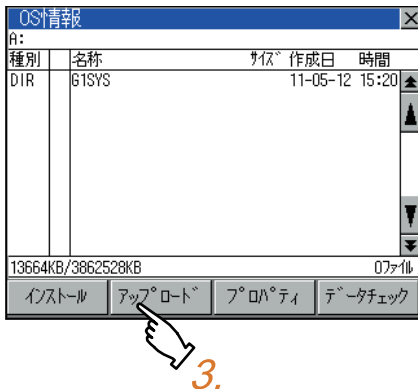 OS情報
A:
種別 名称 ｻｲｽﾞ 作成日 時間
DIR G1SYS 11-05-12 15:20
13664KB/3862528KB 0ﾌｧｲﾙ
ｲﾝｽﾄｰﾙ ｱｯﾌﾟﾛｰﾄﾞ ﾌﾟﾛﾊﾟﾃｨ ﾃﾞｰﾀﾁｪｯｸ
3.